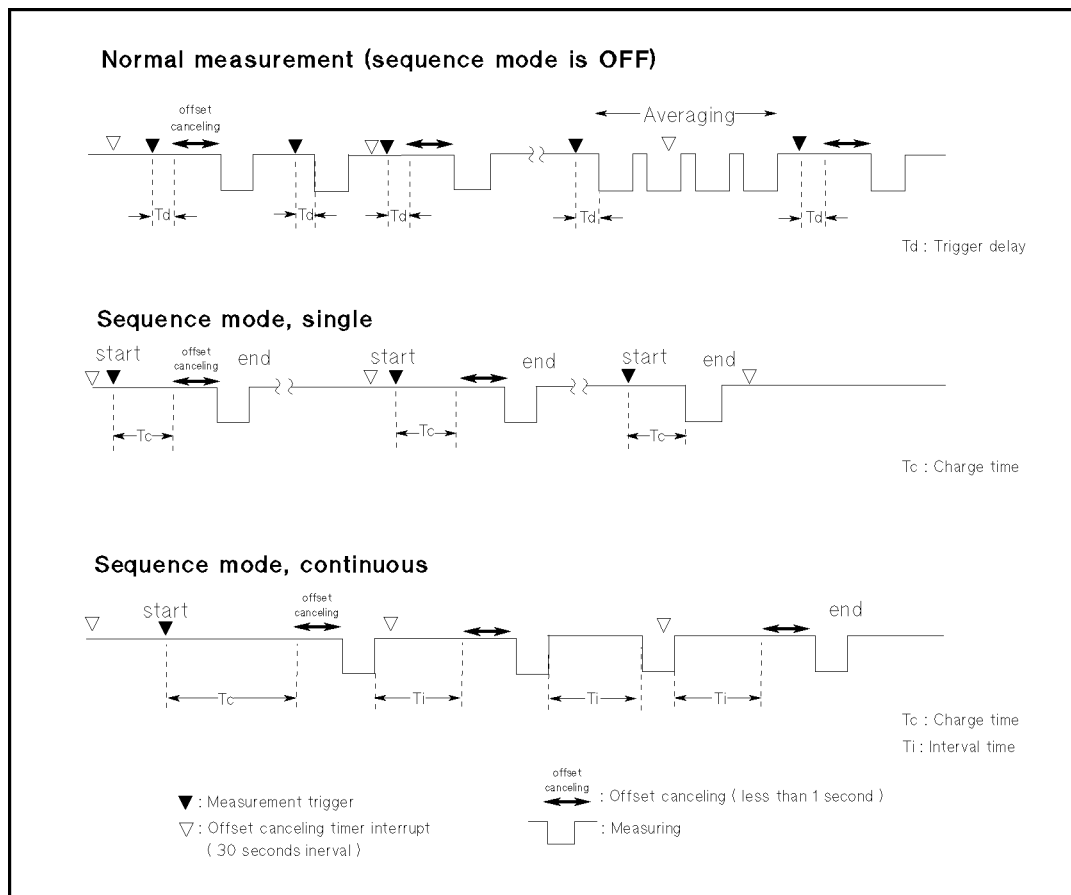 Normal measurement (sequence mode is OFF)
offset
canceling
Averaging
Td
Td
Td
Td
Td
Td : Trigger delay
Sequence mode, single
start
offset
canceling
end
start
end
start
end
Tc
Tc
Tc
Tc : Charge time
Sequence mode, continuous
start
offset
canceling
end
Tc
Ti
Ti
Ti
Tc : Charge time
Ti : Interval time
: Measurement trigger
: Offset canceling timer interrupt
( 30 seconds inerval )
offset
canceling
: Offset canceling ( less than 1 second )
: Measuring